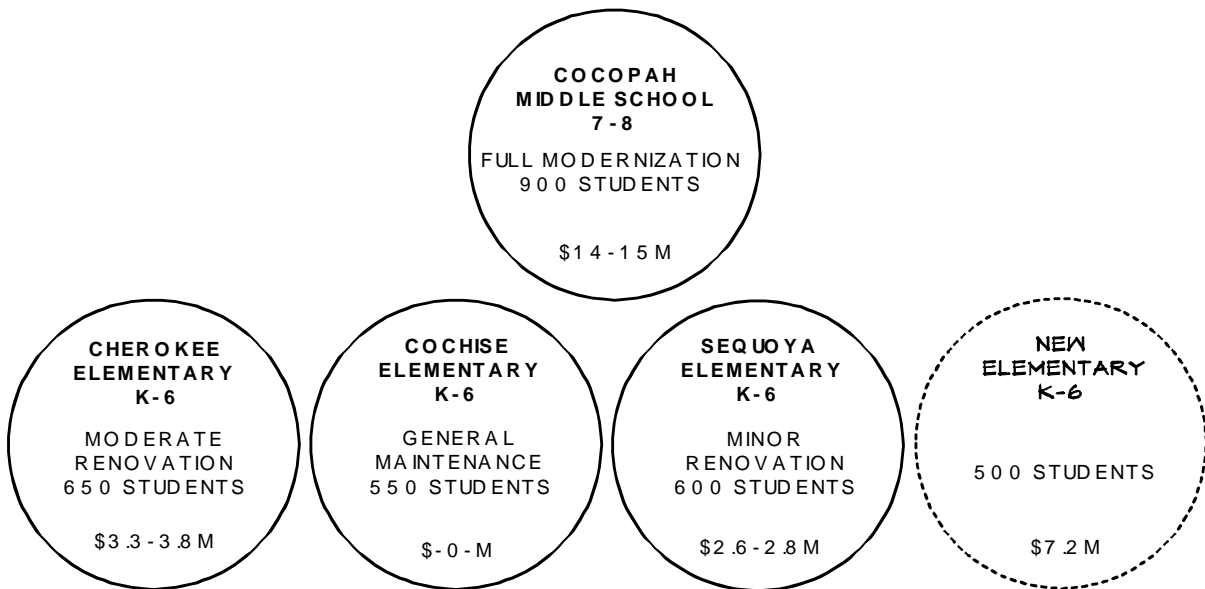 COCOPAH
MIDDLE SCHOOL
7-8
FULL MODERNIZATION
900 STUDENTS
$14-15M
CHEROKEE
ELEMENTARY
K-6
MODERATE
RENOVATION
650 STUDENTS
$3.3-3.8M
COCHISE
ELEMENTARY
K-6
GENERAL
MAINTENANCE
550 STUDENTS
$-0-M
SEQUOYA
ELEMENTARY
K-6
MINOR
RENOVATION
600 STUDENTS
$2.6-2.8M
NEW
ELEMENTARY
K-6
500 STUDENTS
$7.2M